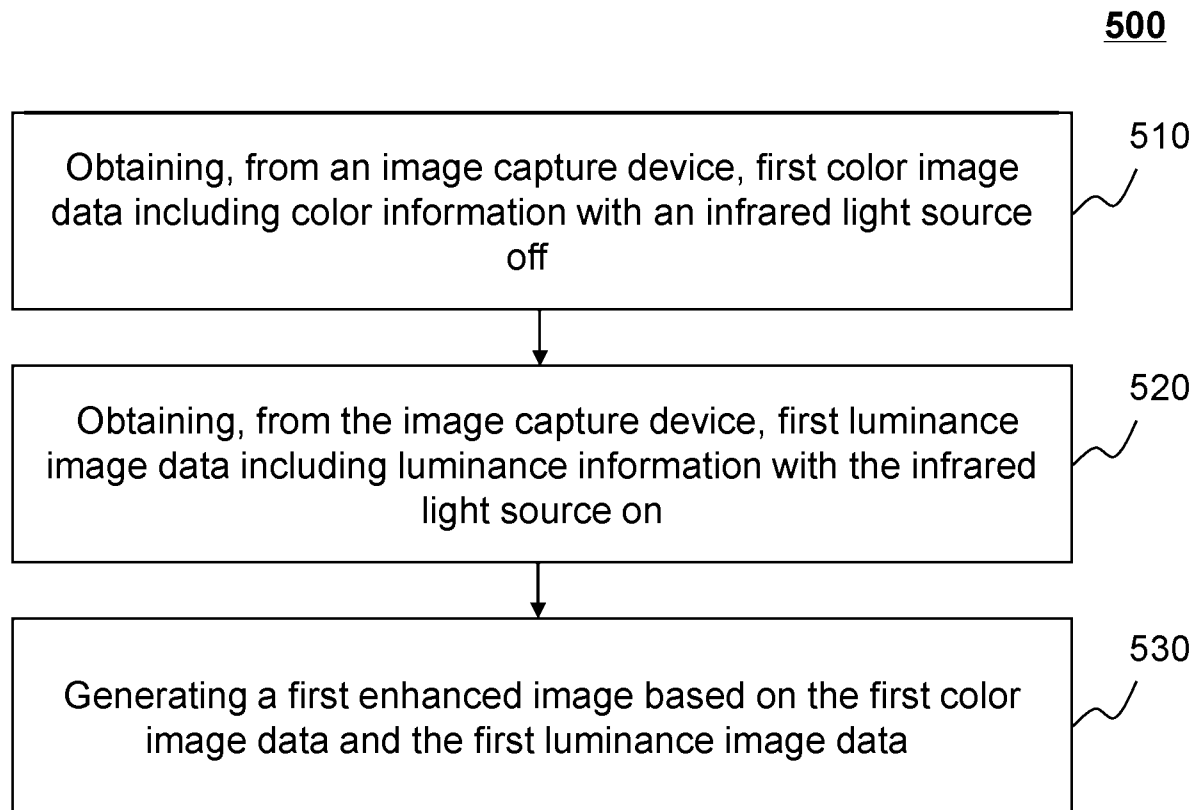 500
Obtaining, from an image capture device, first color image
data including color information with an infrared light source
off
510
Obtaining, from the image capture device, first luminance
image data including luminance information with the infrared
light source on
520
Generating a first enhanced image based on the first color
image data and the first luminance image data
530